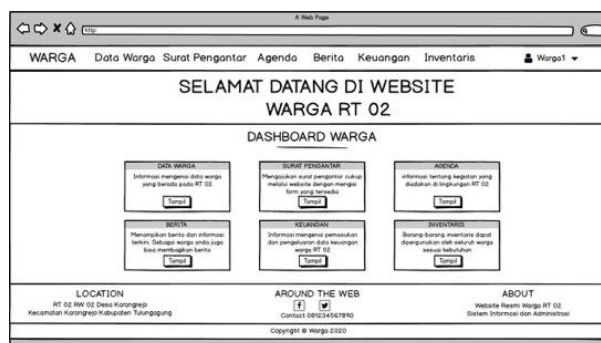 A Web Page
http
WARGA Data Warga Surat Pengantar Agenda Berita Keuangan Inventaris Warga1
SELAMAT DATANG DI WEBSITE
WARGA RT 02
DASHBOARD WARGA
DATA WARGA
Informasi mengenai data warga
yang berada pada RT 02
Tampil
SURAT PENGANTAR
Mengajukan surat pengantar cukup
melalui website dengan mengisi
form yang tersedia
Tampil
AGENDA
informasi tentang kegiatan yang
diadakan di lingkungan RT 02
Tampil
BERITA
Menampilkan berita dan informasi
terkini. Sebagai warga anda juga
bisa membagikan berita
Tampil
KEUANGAN
Informasi mengenai pemasukan
dan pengeluaran data keuangan
warga RT 02
Tampil
INVENTARIS
Barang-barang inventaris dapat
dipergunakan oleh seluruh warga
sesuai kebutuhan
Tampil
LOCATION
RT 02 RW 02 Desa Karangrejo
Kecamatan Karangrejo Kabupaten Tulungagung
AROUND THE WEB
Contact 081234567890
ABOUT
Website Resmi Warga RT 02
Sistem Informasi dan Administrasi
Copyright © Warga 2020